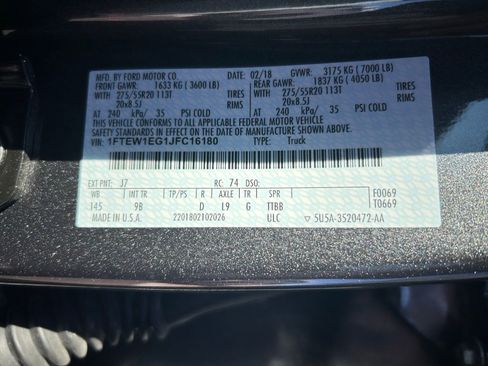 MFD. BY FORD MOTOR CO. 02/18 GVWR: 3175 KG (7000 LB)
FRONT GAWR: 1633 KG (3600 LB) REAR GAWR: 1837 KG (4050 LB)
WITH 275/55R20 113T TIRES WITH 275/55R20 113T TIRES
20x8.5J RIMS 20x8.5J RIMS
AT 240 kPa/ 35 PSI COLD AT 240 kPa/ 35 PSI COLD
THIS VEHICLE CONFORMS TO ALL APPLICABLE FEDERAL MOTOR VEHICLE
SAFETY AND THEFT PREVENTION STANDARDS IN EFFECT ON THE DATE OF MANUFACTURE SHOWN ABOVE.
VIN: 1FTEW1EG1JFC16180 TYPE: Truck
EXT PNT: J7 RC: 74 DSO:
WB INT TR TP/PS R AXLE TR SPR F0069
145 9B D L9 G TTBB T0669
MADE IN U.S.A. 2201802102026 ULC ▽ 5U5A-3520472-AA